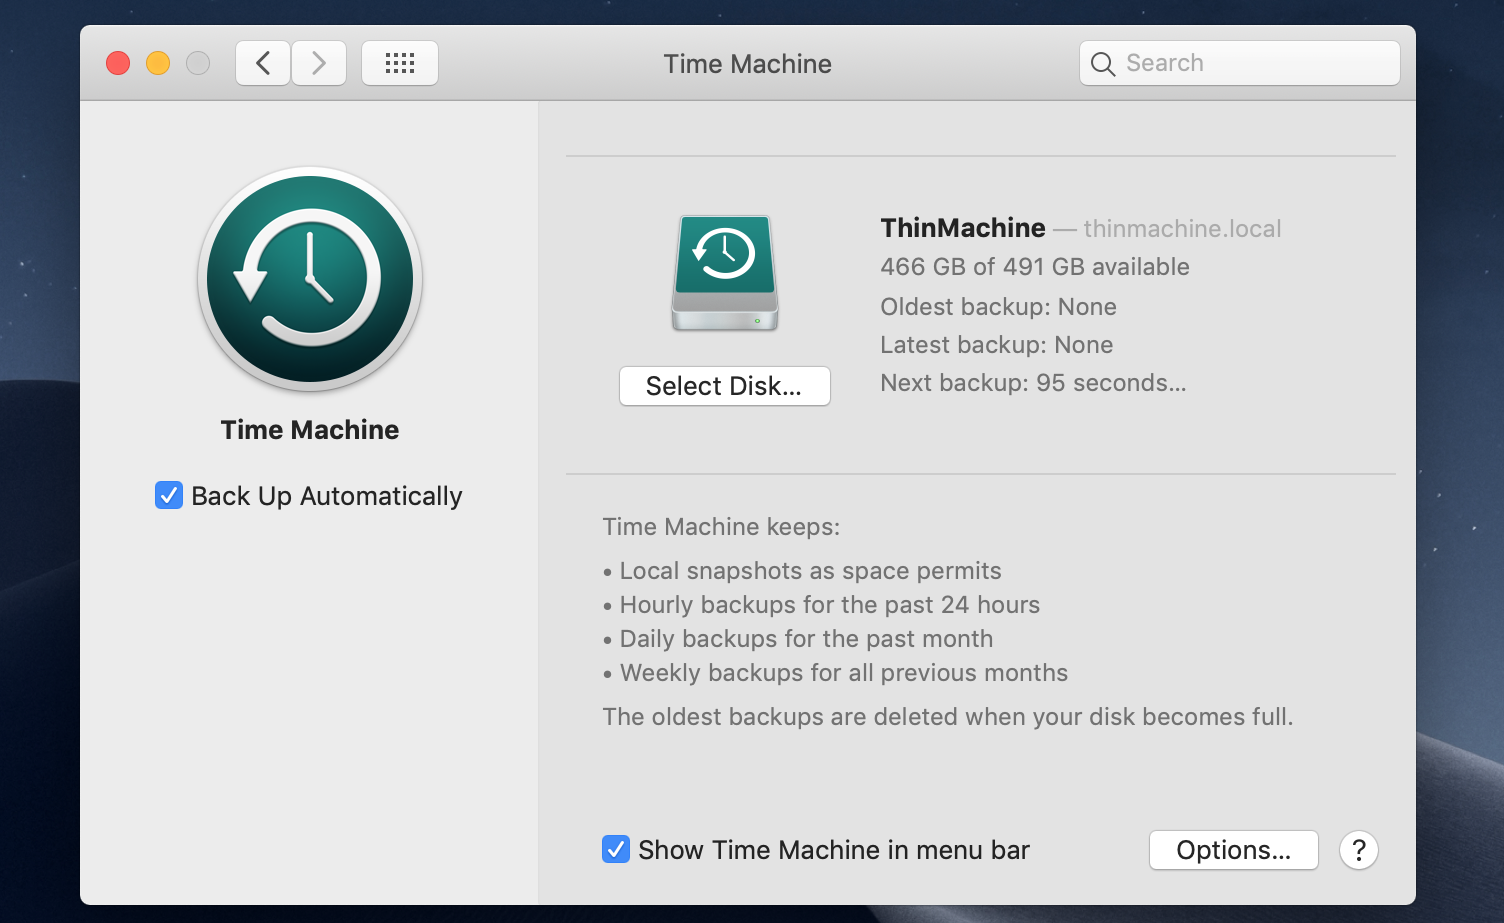 Time Machine
Search
Time Machine
Back Up Automatically
ThinMachine — thinmachine.local
466 GB of 491 GB available
Oldest backup: None
Latest backup: None
Next backup: 95 seconds...
Select Disk...
Time Machine keeps:
• Local snapshots as space permits
• Hourly backups for the past 24 hours
• Daily backups for the past month
• Weekly backups for all previous months
The oldest backups are deleted when your disk becomes full.
Show Time Machine in menu bar
Options...
?